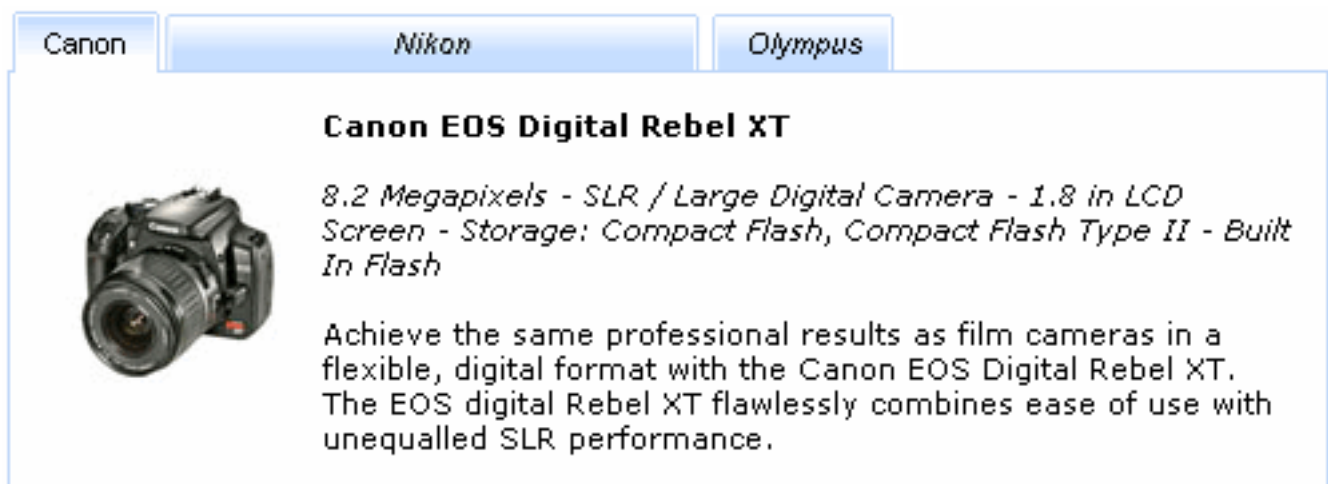 Canon Nikon Olympus
Canon EOS Digital Rebel XT
8.2 Megapixels - SLR / Large Digital Camera - 1.8 in LCD
Screen - Storage: Compact Flash, Compact Flash Type II - Built
In Flash
Achieve the same professional results as film cameras in a
flexible, digital format with the Canon EOS Digital Rebel XT.
The EOS digital Rebel XT flawlessly combines ease of use with
unequalled SLR performance.